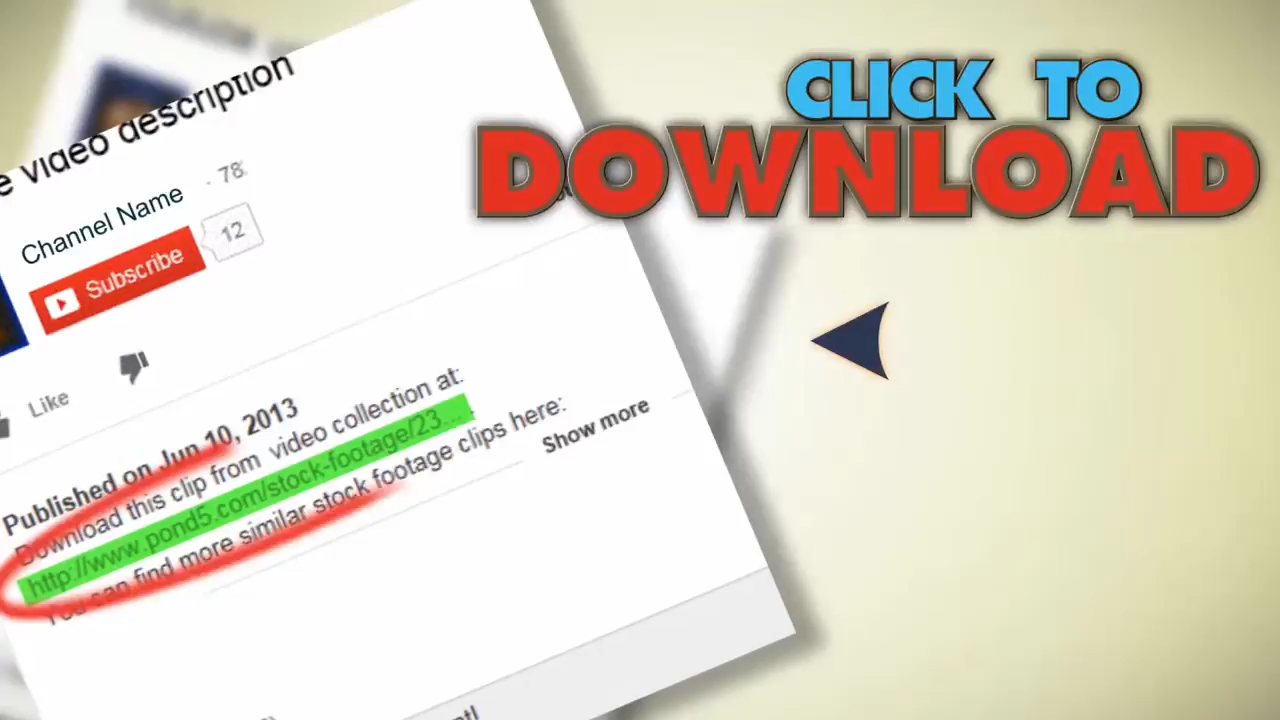 CLICK TO
DOWNLOAD
e video description
Channel Name
78
Subscribe
12
Like
Published on Jun 10, 2013
Download this clip from video collection at:
http://www.pond5.com/stock-footage/23...
You can find more similar stock footage clips here:
Show more